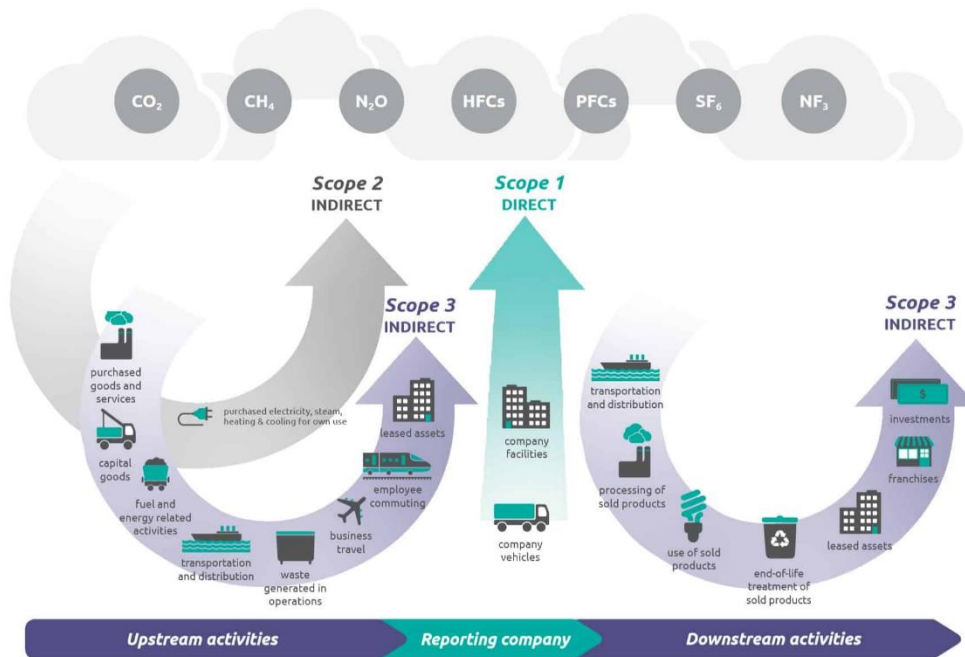 CO₂
CH₄
N₂O
HFCs
PFCs
SF₆
NF₃
Scope 2
INDIRECT
Scope 1
DIRECT
Scope 3
INDIRECT
Scope 3
INDIRECT
purchased
goods and
services
capital
goods
fuel and
energy related
activities
transportation
and distribution
waste
generated in
operations
business
travel
employee
commuting
leased assets
purchased electricity, steam,
heating & cooling for own use
company
facilities
company
vehicles
transportation
and distribution
processing of
sold products
use of sold
products
end-of-life
treatment of
sold products
leased assets
franchises
$
investments
Upstream activities
Reporting company
Downstream activities